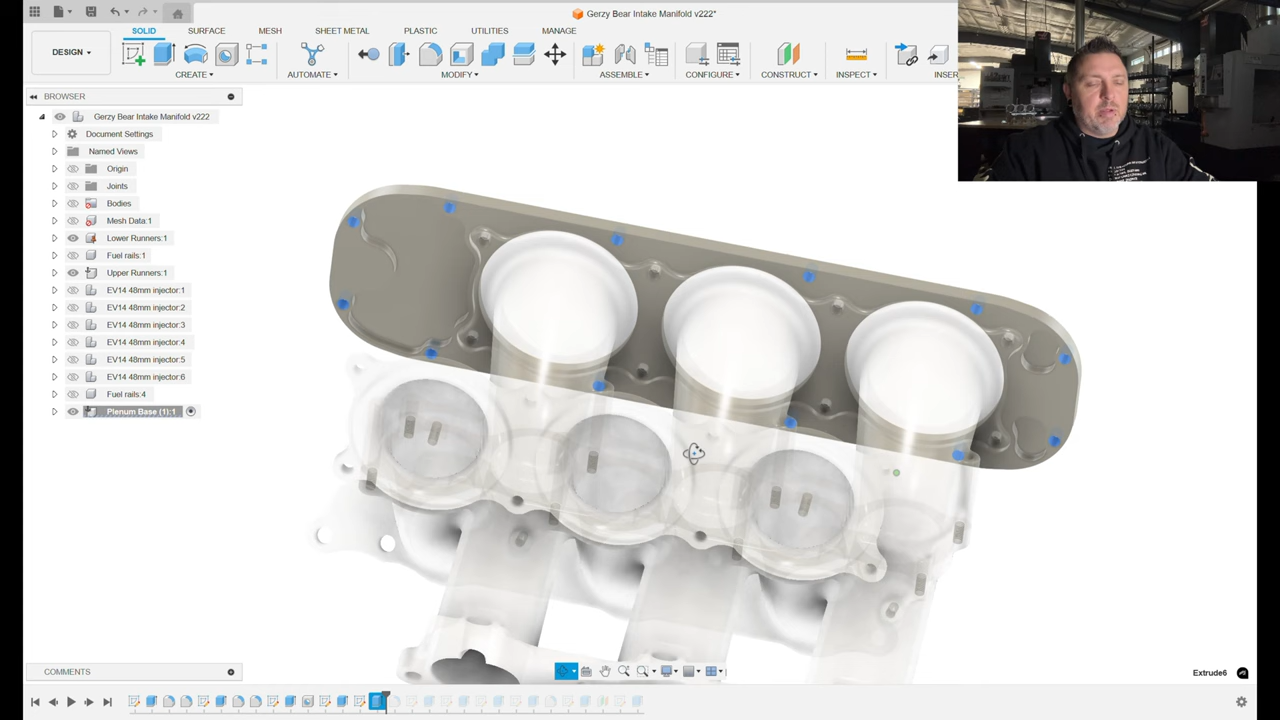 Gerzy Bear Intake Manifold v222*
SOLID SURFACE MESH SHEET METAL PLASTIC UTILITIES MANAGE
DESIGN
CREATE AUTOMATE MODIFY ASSEMBLE CONFIGURE CONSTRUCT INSPECT INSER
BROWSER
Gerzy Bear Intake Manifold v222
Document Settings
Named Views
Origin
Joints
Bodies
Mesh Data:1
Lower Runners:1
Fuel rails:1
Upper Runners:1
EV14 48mm injector:1
EV14 48mm injector:2
EV14 48mm injector:3
EV14 48mm injector:4
EV14 48mm injector:5
EV14 48mm injector:6
Fuel rails:4
Plenum Base (1):1
COMMENTS
Extrude6